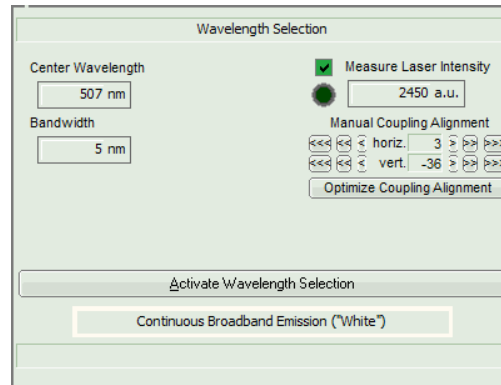 Wavelength Selection
Center Wavelength
507 nm
Bandwidth
5 nm
Measure Laser Intensity
2450 a.u.
Manual Coupling Alignment
<<< << < horiz. 3 > >> >>>
<<< << < vert. -36 > >> >>>
Optimize Coupling Alignment
Activate Wavelength Selection
Continuous Broadband Emission ("White")